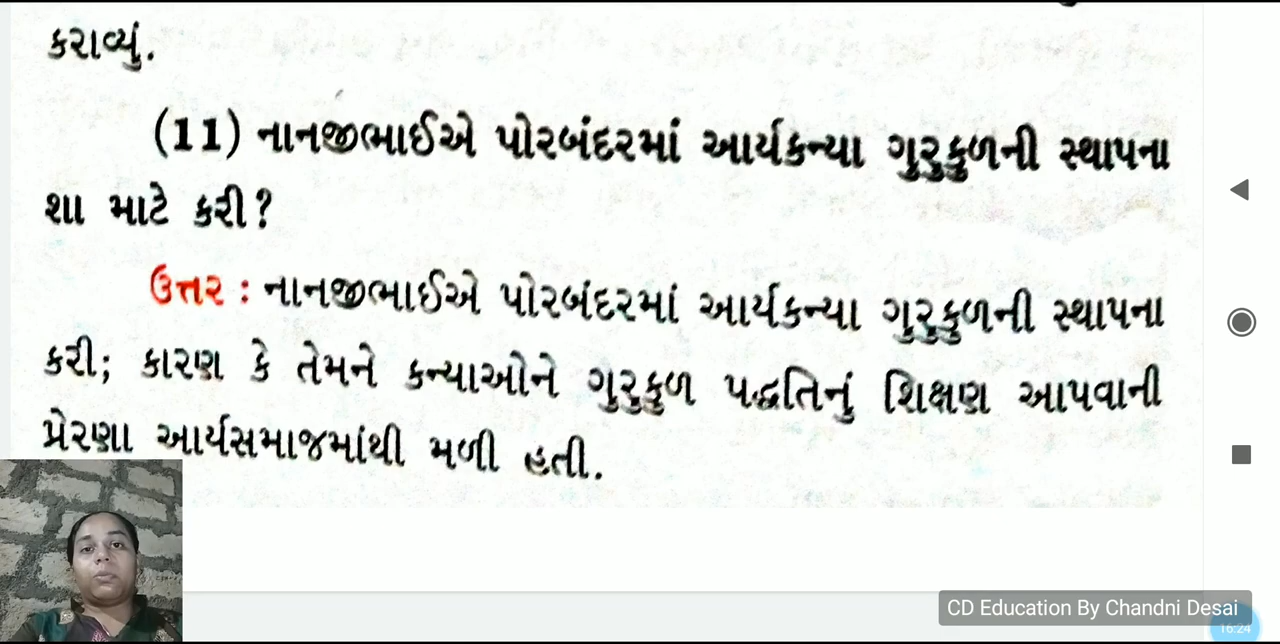 કરાવ્યું.
(11) નાનજીભાઈએ પોરબંદરમાં આર્યકન્યા ગુરુકુળની સ્થાપના
શા માટે કરી?
ઉત્તર : નાનજીભાઈએ પોરબંદરમાં આર્યકન્યા ગુરુકુળની સ્થાપના
કરી; કારણ કે તેમને કન્યાઓને ગુરુકુળ પદ્ધતિનું શિક્ષણ આપવાની
પ્રેરણા આર્યસમાજમાંથી મળી હતી.
CD Education By Chandni Desai
16:24